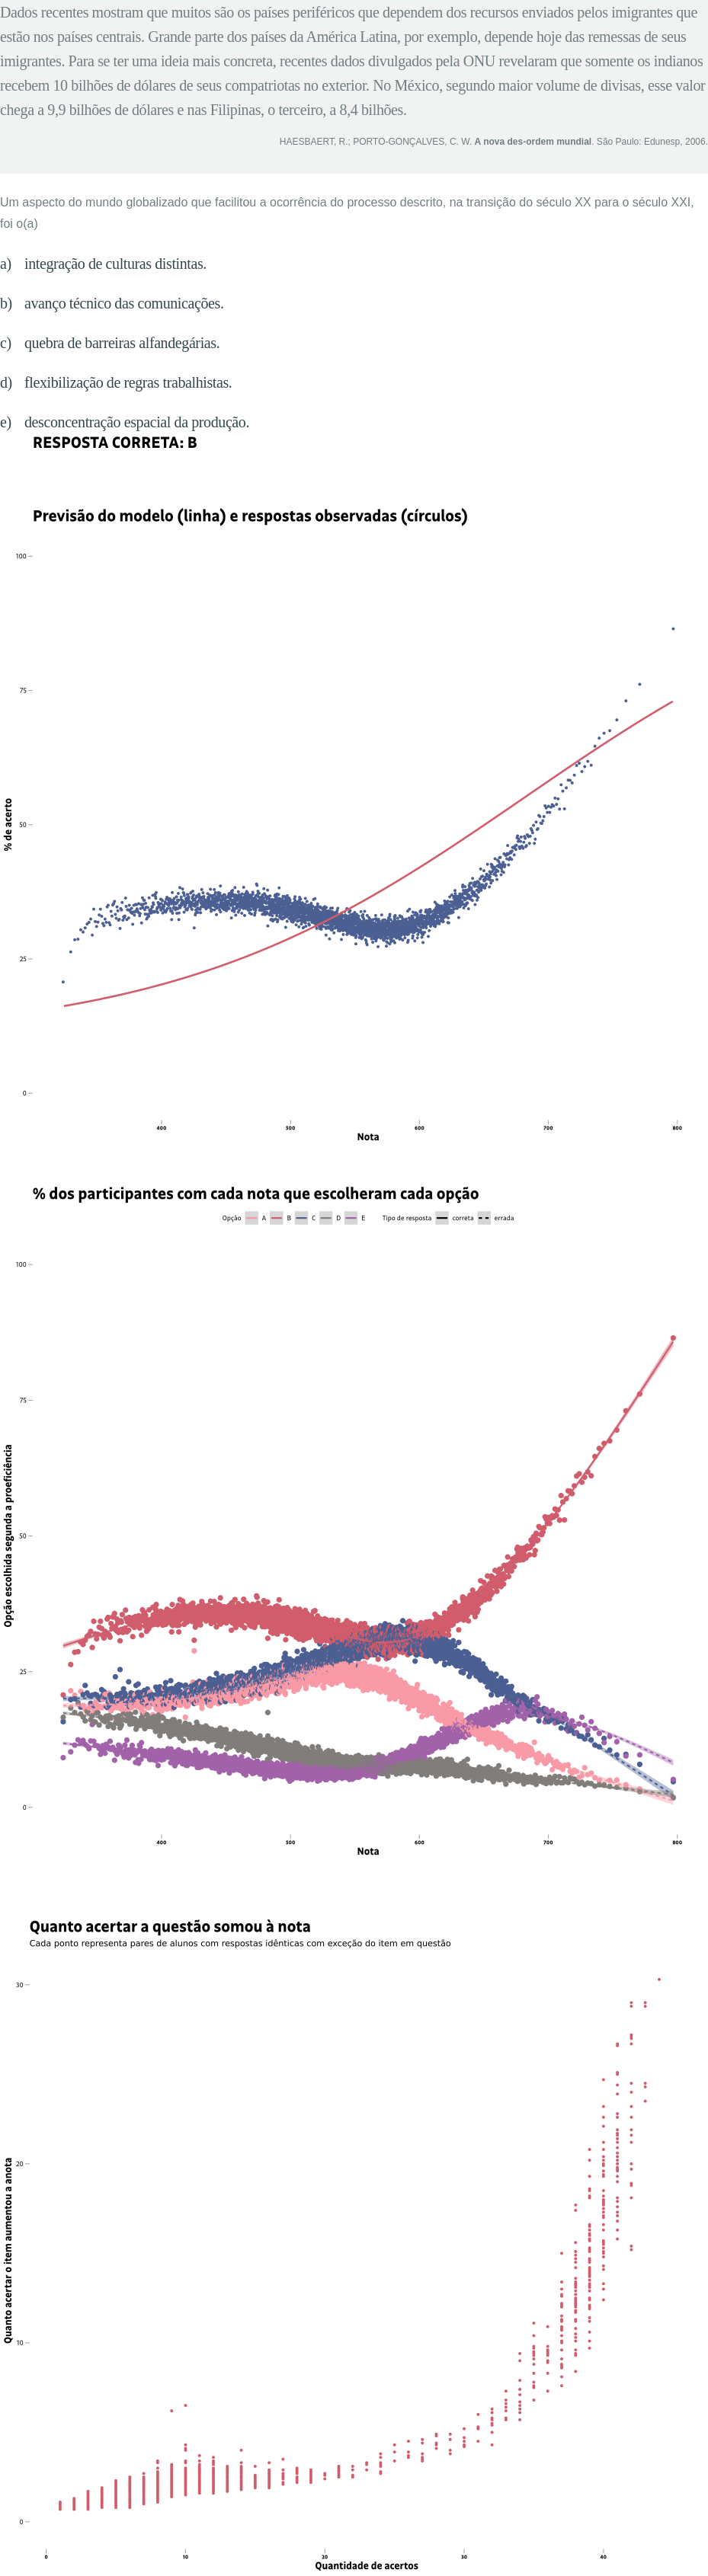 Dados recentes mostram que muitos são os países periféricos que dependem dos recursos enviados pelos imigrantes que
estão nos países centrais. Grande parte dos países da América Latina, por exemplo, depende hoje das remessas de seus
imigrantes. Para se ter uma ideia mais concreta, recentes dados divulgados pela ONU revelaram que somente os indianos
recebem 10 bilhões de dólares de seus compatriotas no exterior. No México, segundo maior volume de divisas, esse valor
chega a 9,9 bilhões de dólares e nas Filipinas, o terceiro, a 8,4 bilhões.
HAESBAERT, R.; PORTO-GONÇALVES, C. W. A nova des-ordem mundial. São Paulo: Edunesp, 2006.
Um aspecto do mundo globalizado que facilitou a ocorrência do processo descrito, na transição do século XX para o século XXI,
foi o(a)
a) integração de culturas distintas.
b) avanço técnico das comunicações.
c) quebra de barreiras alfandegárias.
d) flexibilização de regras trabalhistas.
e) desconcentração espacial da produção.
RESPOSTA CORRETA: B
Previsão do modelo (linha) e respostas observadas (círculos)
100
75
50
25
0
% de acerto
400 500 600 700 800
Nota
% dos participantes com cada nota que escolheram cada opção
Opção A B C D E Tipo de resposta correta errada
100
75
50
25
0
Opção escolhida segunda a proeficiência
400 500 600 700 800
Nota
Quanto acertar a questão somou à nota
Cada ponto representa pares de alunos com respostas idênticas com exceção do item em questão
30
20
10
0
Quanto acertar o item aumentou a anota
0 10 20 30 40
Quantidade de acertos